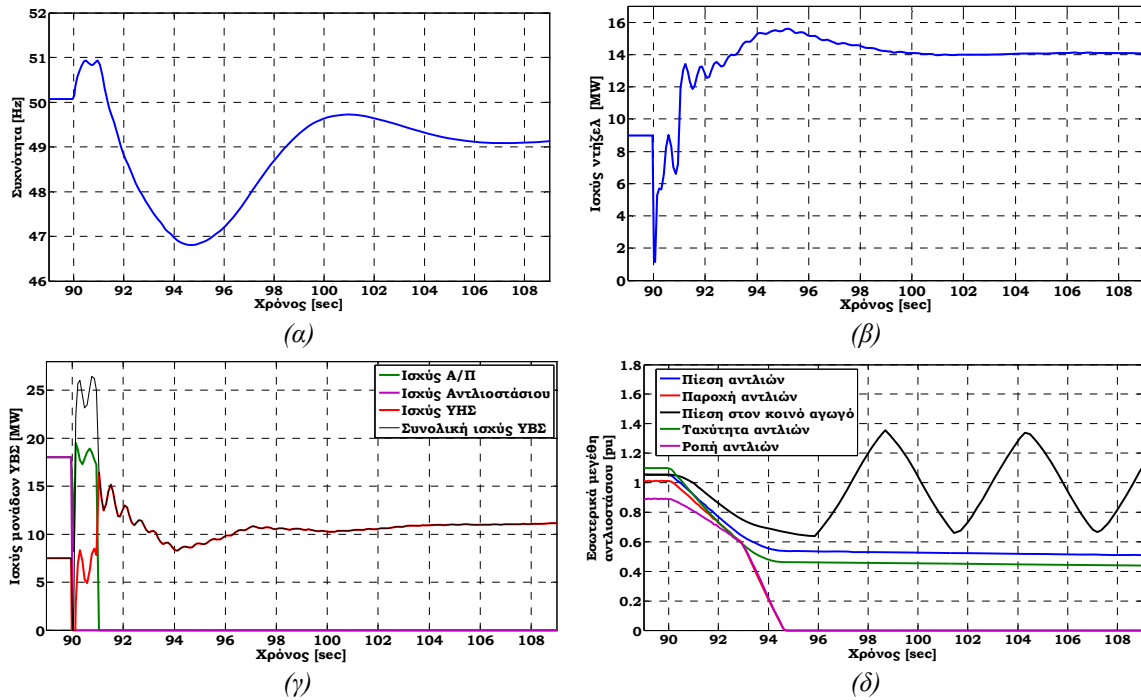 52
51
50
49
48
47
46
Συχνότητα [Hz]
90 92 94 96 98 100 102 104 106 108
Χρόνος [sec]
(α)
16
14
12
10
8
6
4
2
0
Ισχύς ντήζελ [MW]
90 92 94 96 98 100 102 104 106 108
Χρόνος [sec]
(β)
25
20
15
10
5
0
Ισχύς μονάδων ΥΒΣ [MW]
Ισχύς Α/Π
Ισχύς Αντλιοστάσιου
Ισχύς ΥΗΣ
Συνολική ισχύς ΥΒΣ
90 92 94 96 98 100 102 104 106 108
Χρόνος [sec]
(γ)
1.8
1.6
1.4
1.2
1
0.8
0.6
0.4
0.2
0
Εσωτερικά μεγέθη
αντλιοστάσιου [pu]
Πίεση αντλιών
Παροχή αντλιών
Πίεση στον κοινό αγωγό
Ταχύτητα αντλιών
Ροπή αντλιών
90 92 94 96 98 100 102 104 106 108
Χρόνος [sec]
(δ)